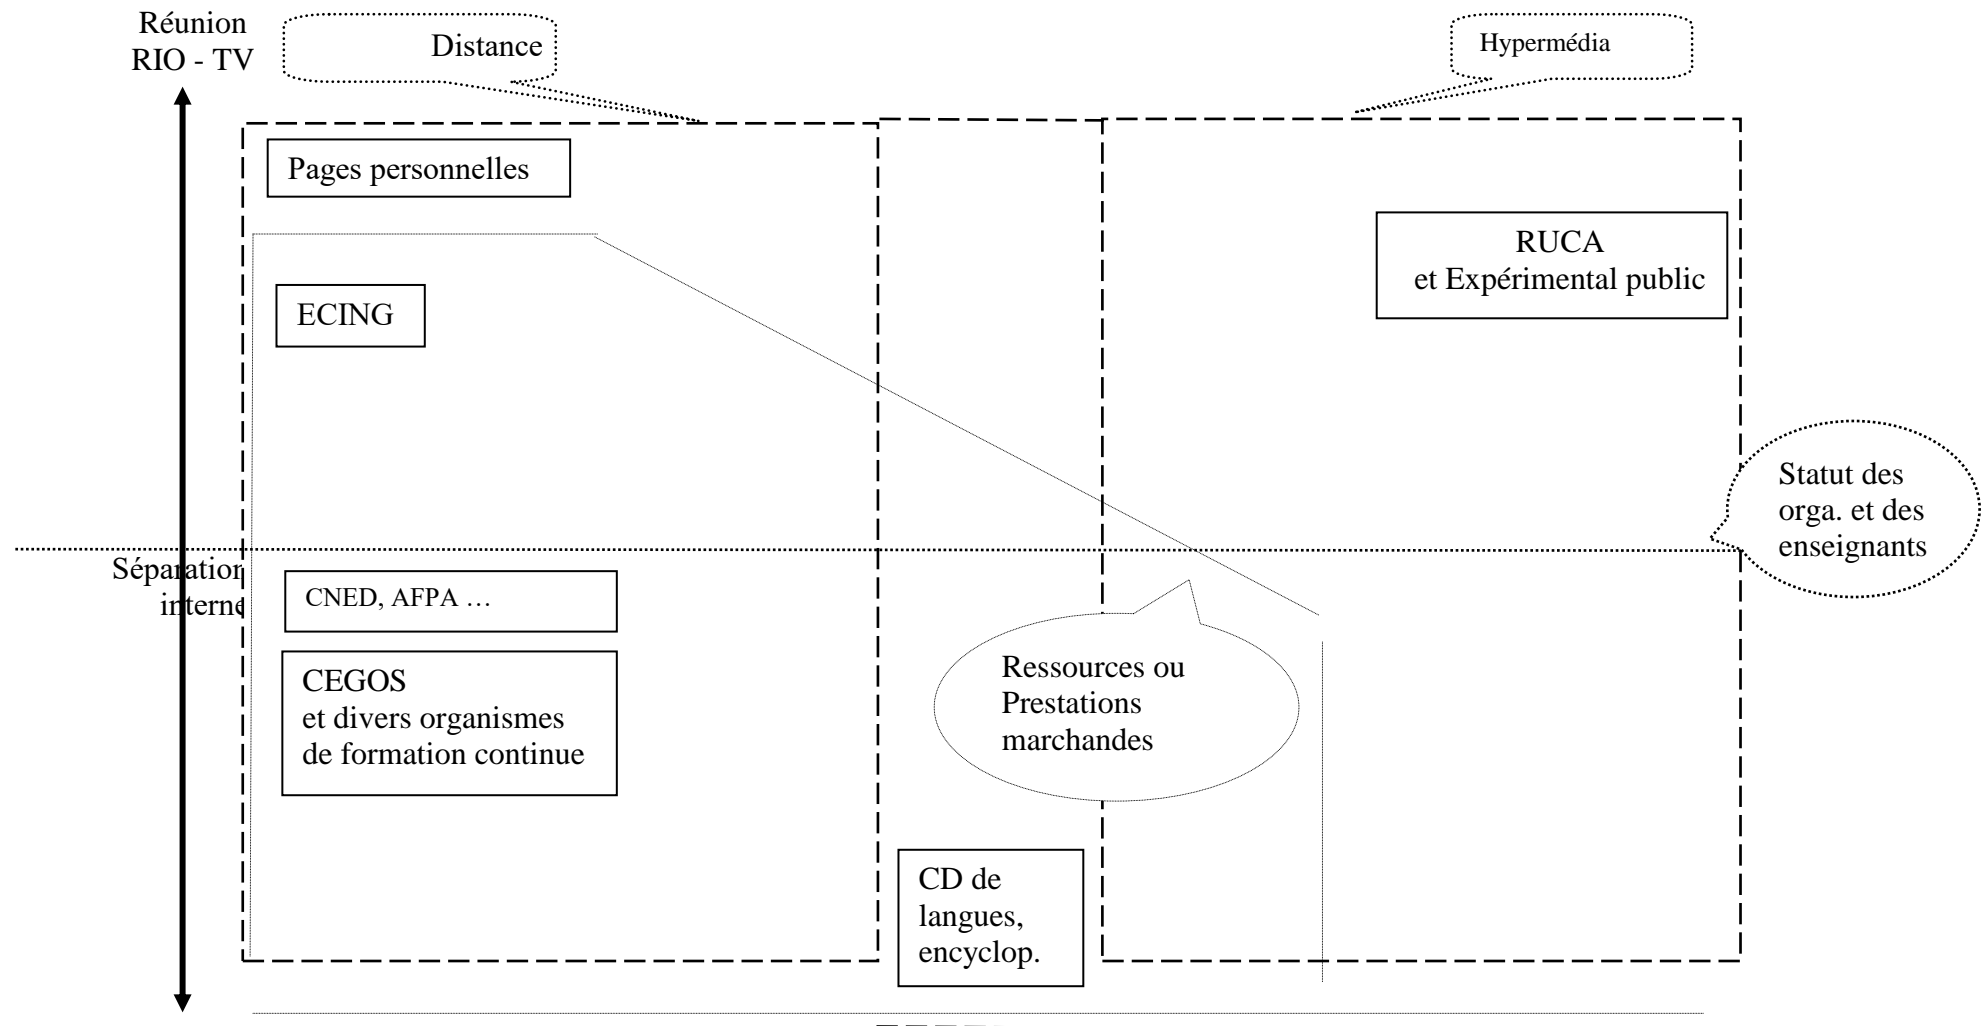 Réunion
RIO - TV
Distance
Hypermédia
Pages personnelles
RUCA
et Expérimental public
ECING
Statut des
orga. et des
enseignants
Séparation
interne
CNED, AFPA …
CEGOS
et divers organismes
de formation continue
Ressources ou
Prestations
marchandes
CD de
langues,
encyclop.